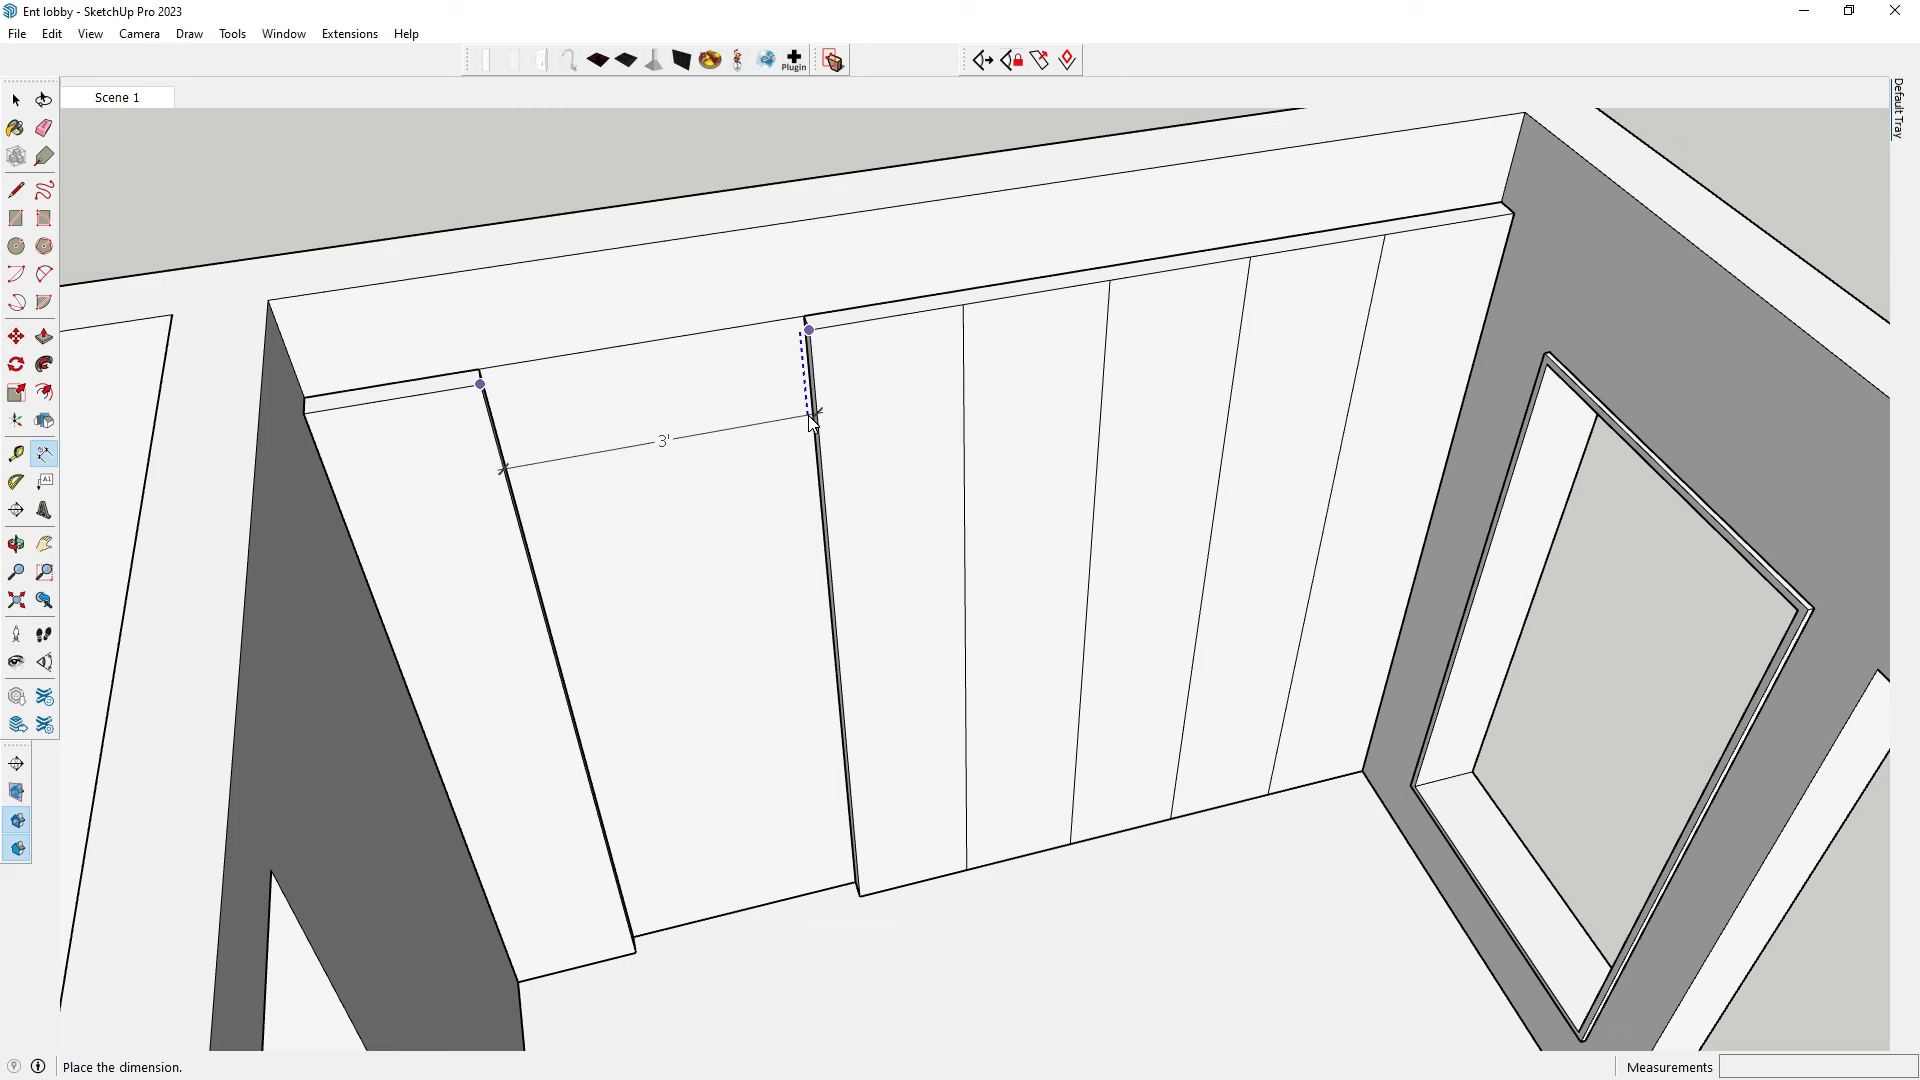 Ent lobby - SketchUp Pro 2023
File Edit View Camera Draw Tools Window Extensions Help
Plugin
Scene 1
Default Tray
A1
3'
Place the dimension.
Measurements